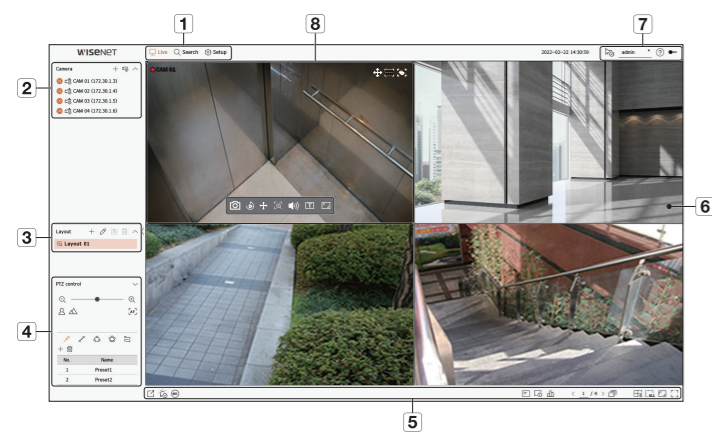 1
8
7
WISENET
Live
Search
Setup
2022-02-22 14:30:59
admin
2
Camera
CAM 01 (172.30.1.3)
CAM 02 (172.30.1.4)
CAM 03 (172.30.1.5)
CAM 04 (172.30.1.6)
CAM 01
6
3
Layout
Layout 01
4
PTZ control
No. Name
1 Preset1
2 Preset2
1 / 4
ALL
5